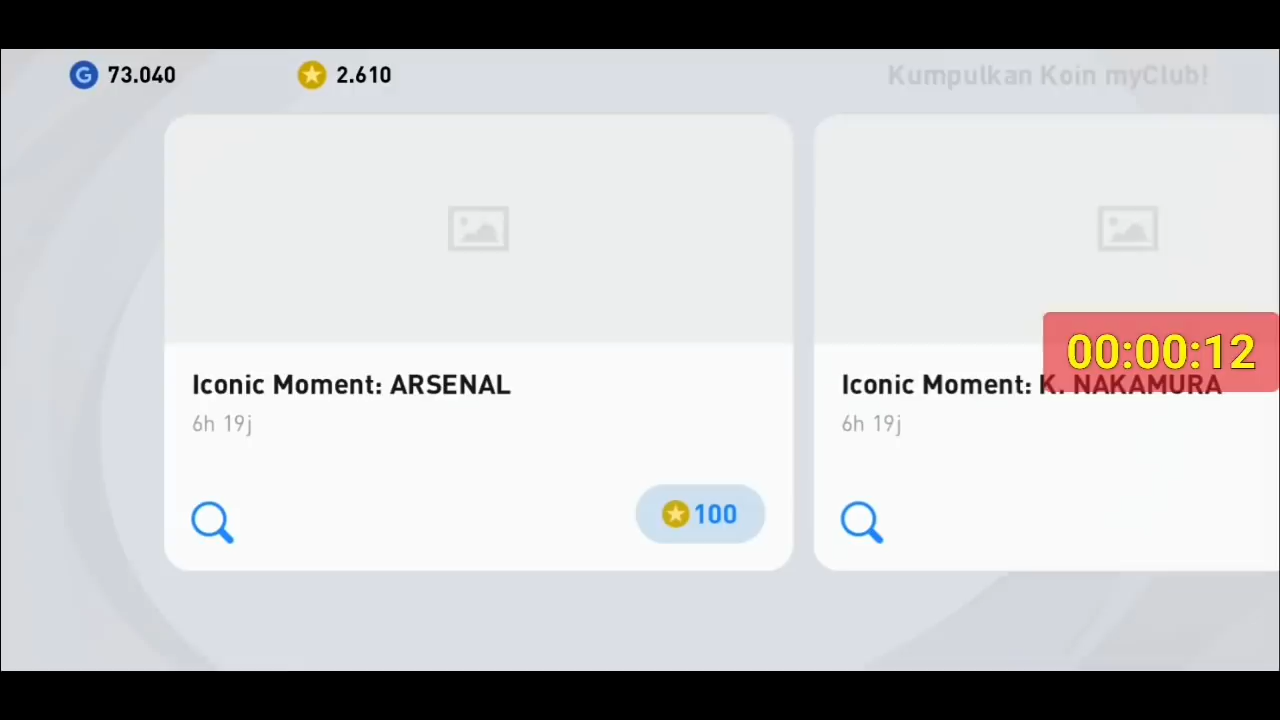 G 73.040 2.610 Kumpulkan Koin myClub!
Iconic Moment: ARSENAL
6h 19j
100
Iconic Moment: K. NAKAMURA
6h 19j
00:00:12